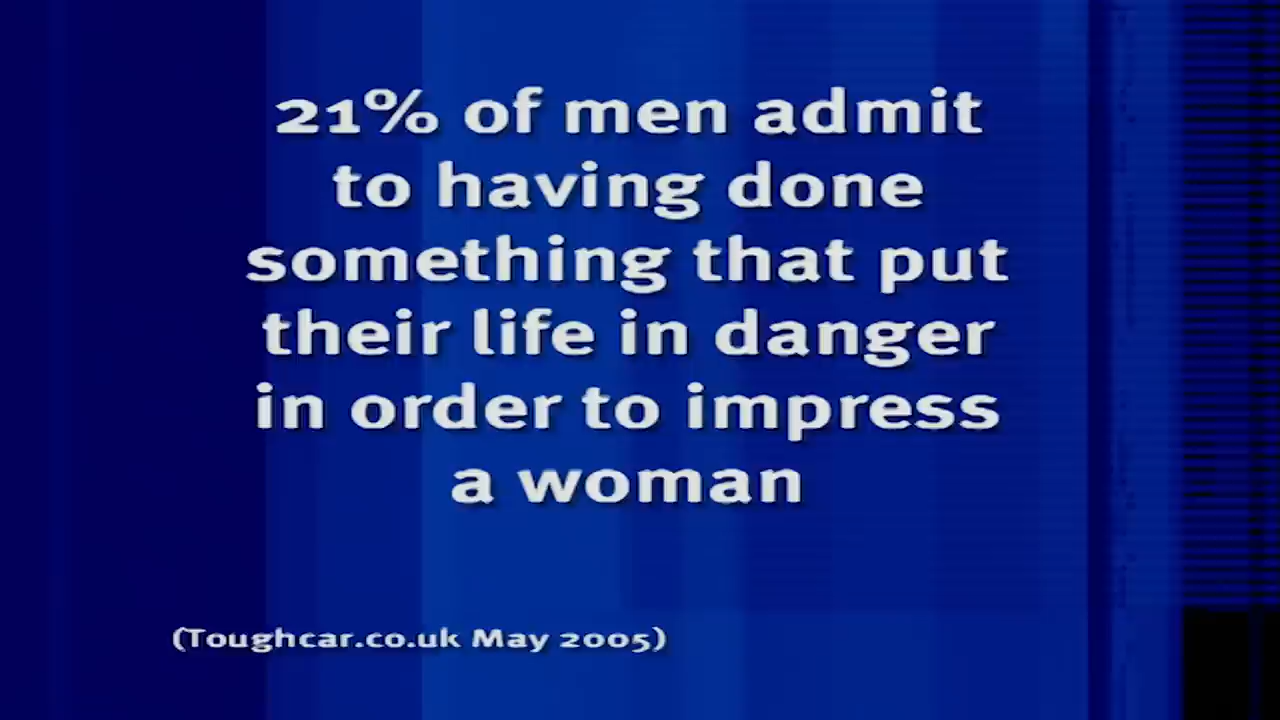 21% of men admit
to having done
something that put
their life in danger
in order to impress
a woman
(Toughcar.co.uk May 2005)